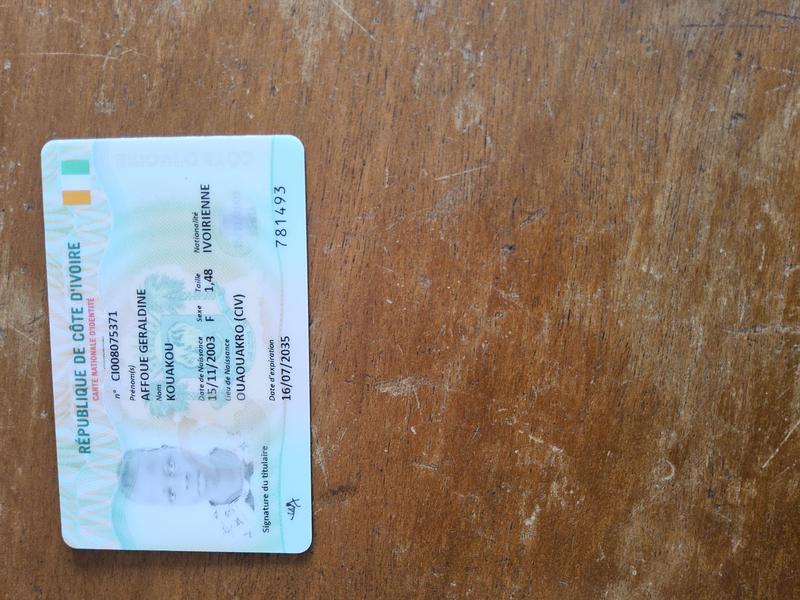 RÉPUBLIQUE DE CÔTE D'IVOIRE
CARTE NATIONALE D'IDENTITÉ
n° CI008075371
Prénom(s)
AFFOUE GERALDINE
Nom
KOUAKOU
Date de Naissance Sexe Taille Nationalité
15/11/2003 F 1,48 IVOIRIENNE
Lieu de Naissance
OUAOUAKRO (CIV)
Date d'expiration
16/07/2035
781493
Signature du titulaire
CÔTE D'IVOIRE